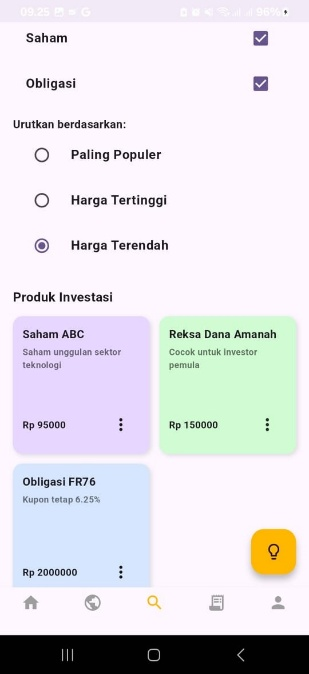 09.25 G 96%
Saham
Obligasi
Urutkan berdasarkan:
Paling Populer
Harga Tertinggi
Harga Terendah
Produk Investasi
Saham ABC
Saham unggulan sektor
teknologi
Rp 95000
Reksa Dana Amanah
Cocok untuk investor
pemula
Rp 150000
Obligasi FR76
Kupon tetap 6.25%
Rp 2000000